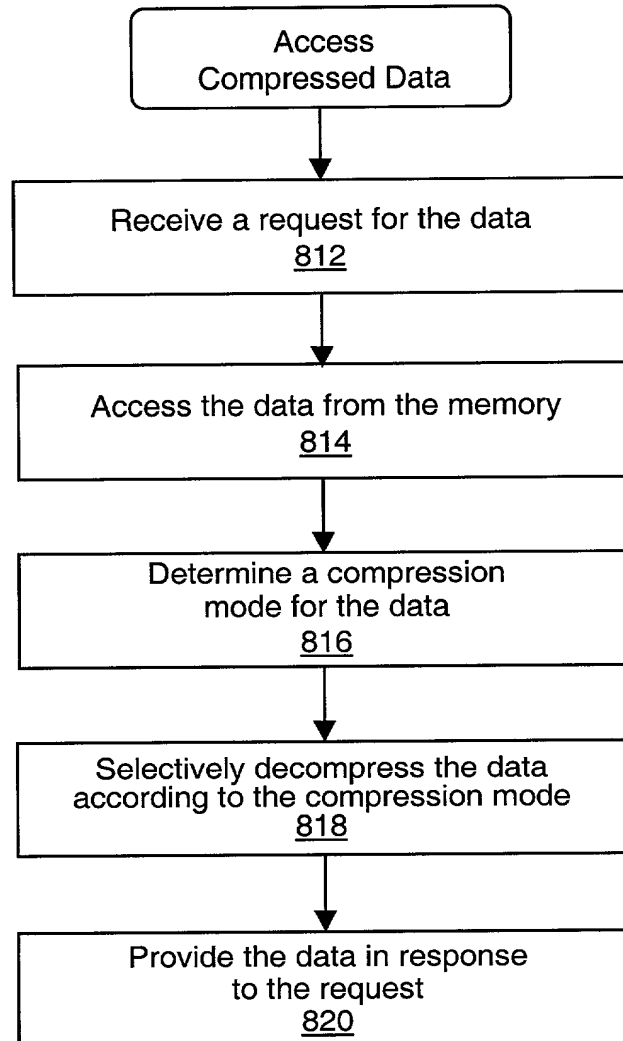 Access
Compressed Data
Receive a request for the data
812
Access the data from the memory
814
Determine a compression
mode for the data
816
Selectively decompress the data
according to the compression mode
818
Provide the data in response
to the request
820